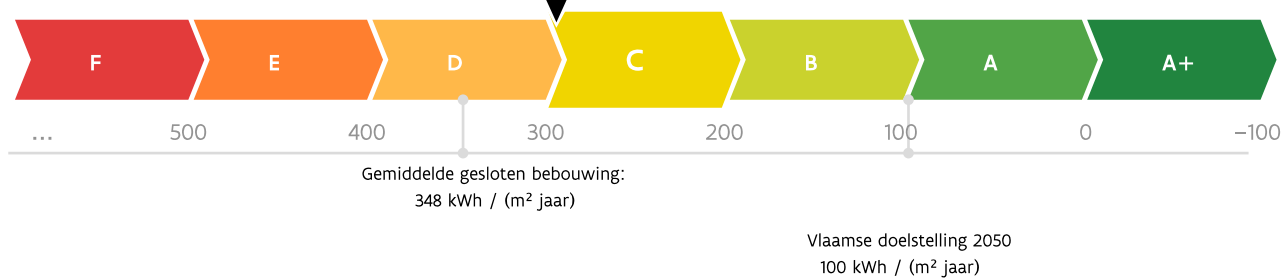 F E D C B A A+
... 500 400 300 200 100 0 −100
Gemiddelde gesloten bebouwing:
348 kWh / (m² jaar)
Vlaamse doelstelling 2050
100 kWh / (m² jaar)